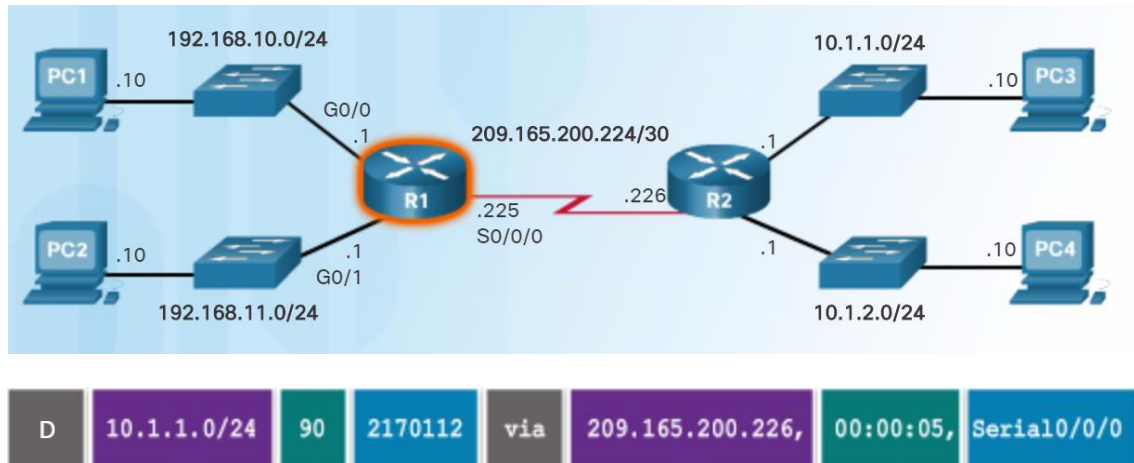 192.168.10.0/24
10.1.1.0/24
PC1
.10
.10
PC3
G0/0
.1
209.165.200.224/30
.1
R1
.226
R2
.225
S0/0/0
PC2
.10
.1
G0/1
.1
.10
PC4
192.168.11.0/24
10.1.2.0/24
D 10.1.1.0/24 90 2170112 via 209.165.200.226, 00:00:05, Serial0/0/0